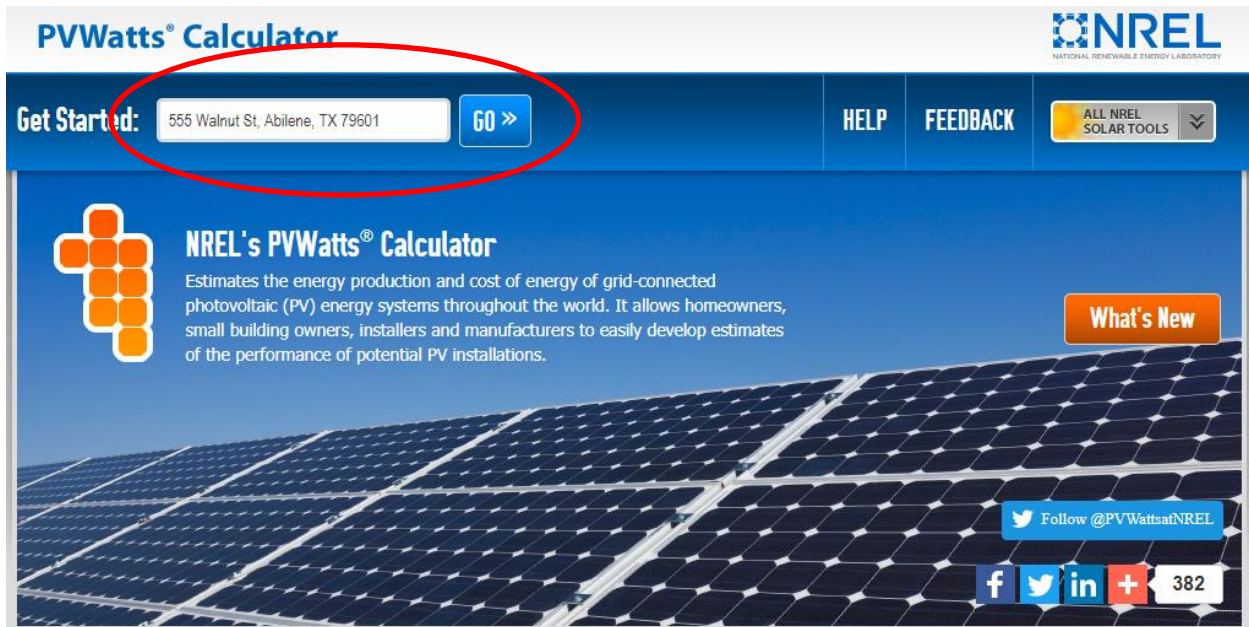 PVWatts® Calculator
NREL
NATIONAL RENEWABLE ENERGY LABORATORY
Get Started:
555 Walnut St, Abilene, TX 79601
GO »
HELP
FEEDBACK
ALL NREL
SOLAR TOOLS
NREL's PVWatts® Calculator
Estimates the energy production and cost of energy of grid-connected
photovoltaic (PV) energy systems throughout the world. It allows homeowners,
small building owners, installers and manufacturers to easily develop estimates
of the performance of potential PV installations.
What's New
Follow @PVWattsatNREL
f
in
+
382